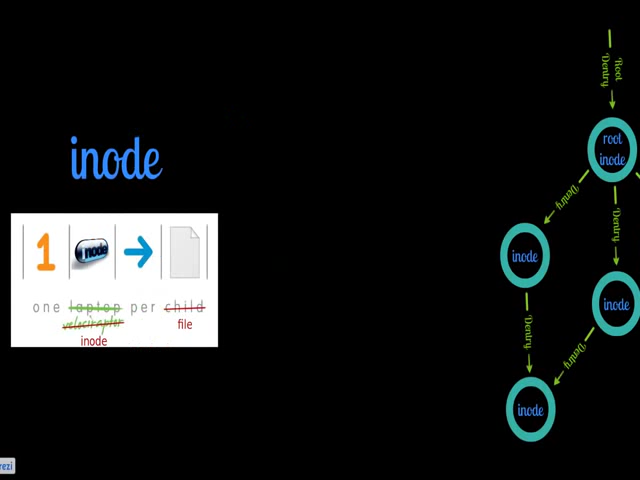 inode
1 inode
one laptop per child
velociraptor
file
inode
"Root Dentry"
root
inode
Dentry
Dentry
inode
inode
Dentry
Dentry
inode
rezi